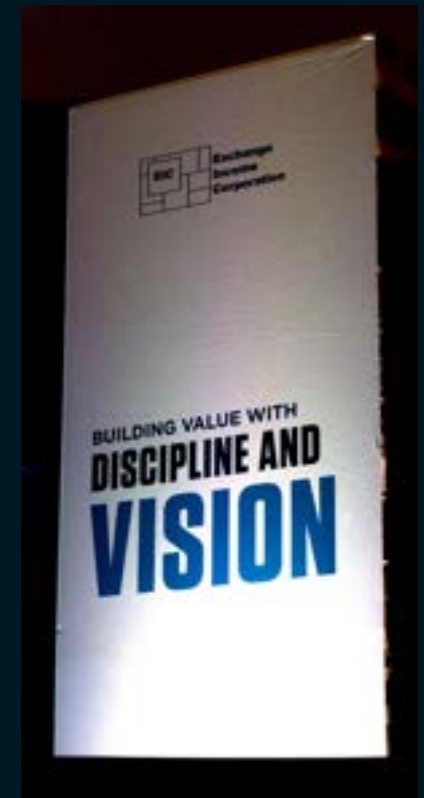 EIC
Exchange
Income
Corporation
BUILDING VALUE WITH
DISCIPLINE AND
VISION